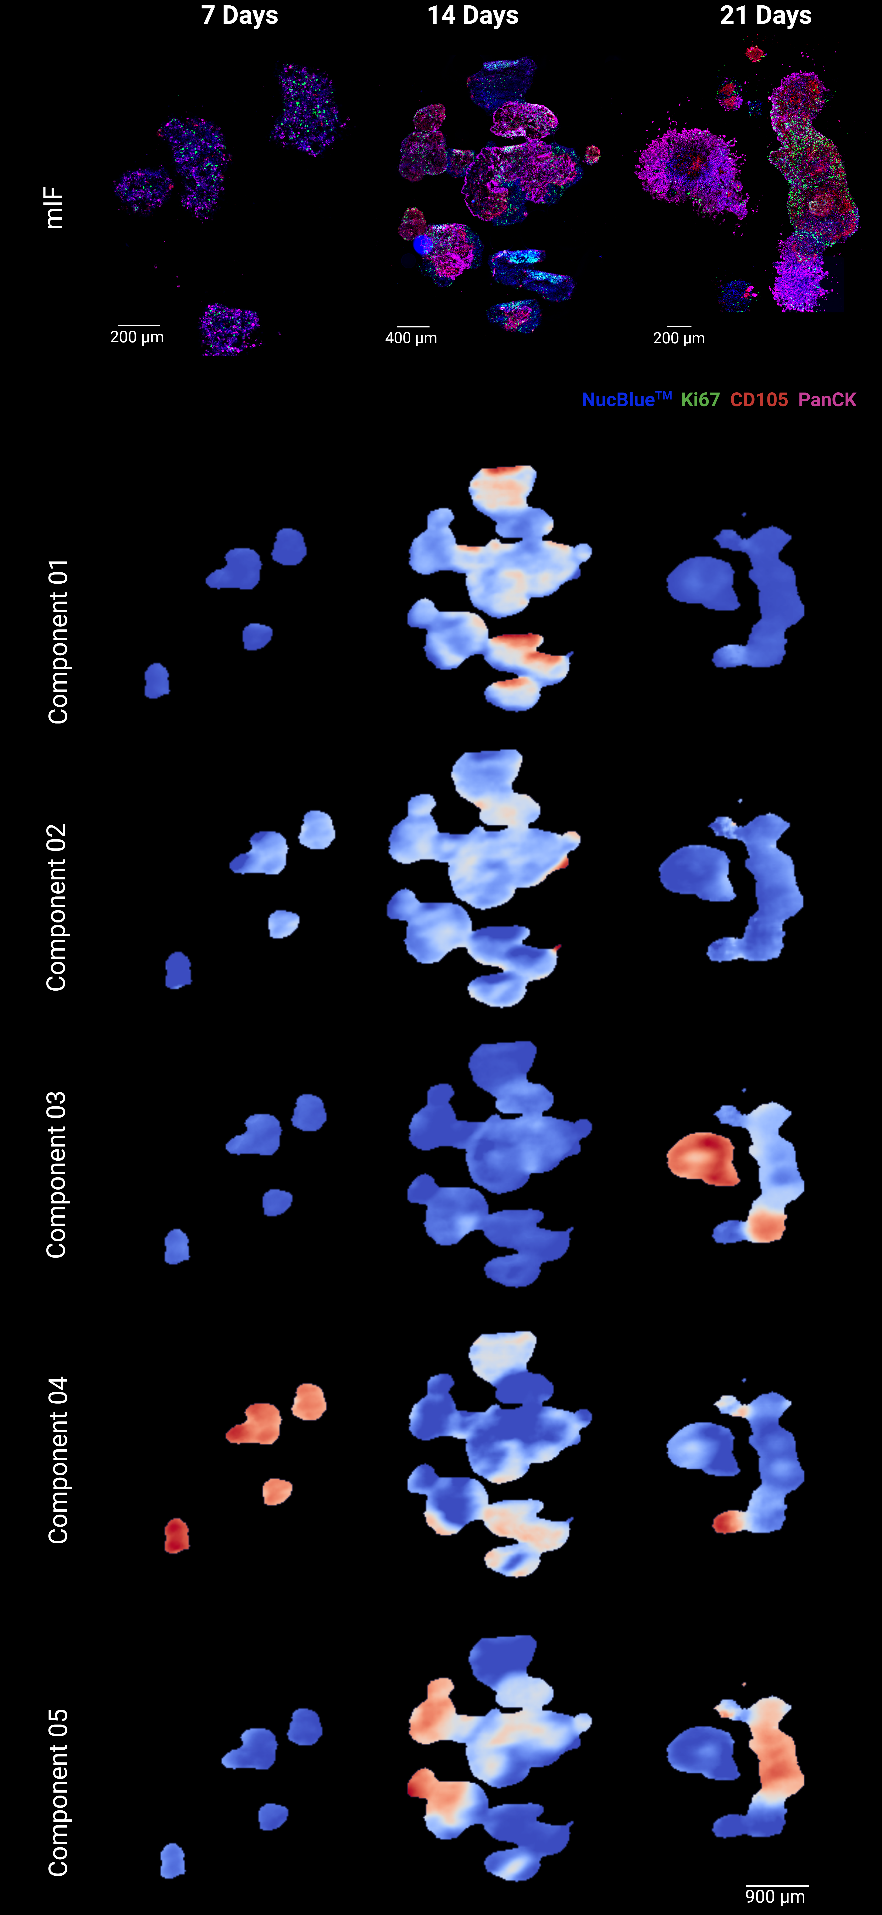 7 Days 14 Days 21 Days
mIF
200 µm 400 µm 200 µm
NucBlue™ Ki67 CD105 PanCK
Component 01
Component 02
Component 03
Component 04
Component 05
900 µm